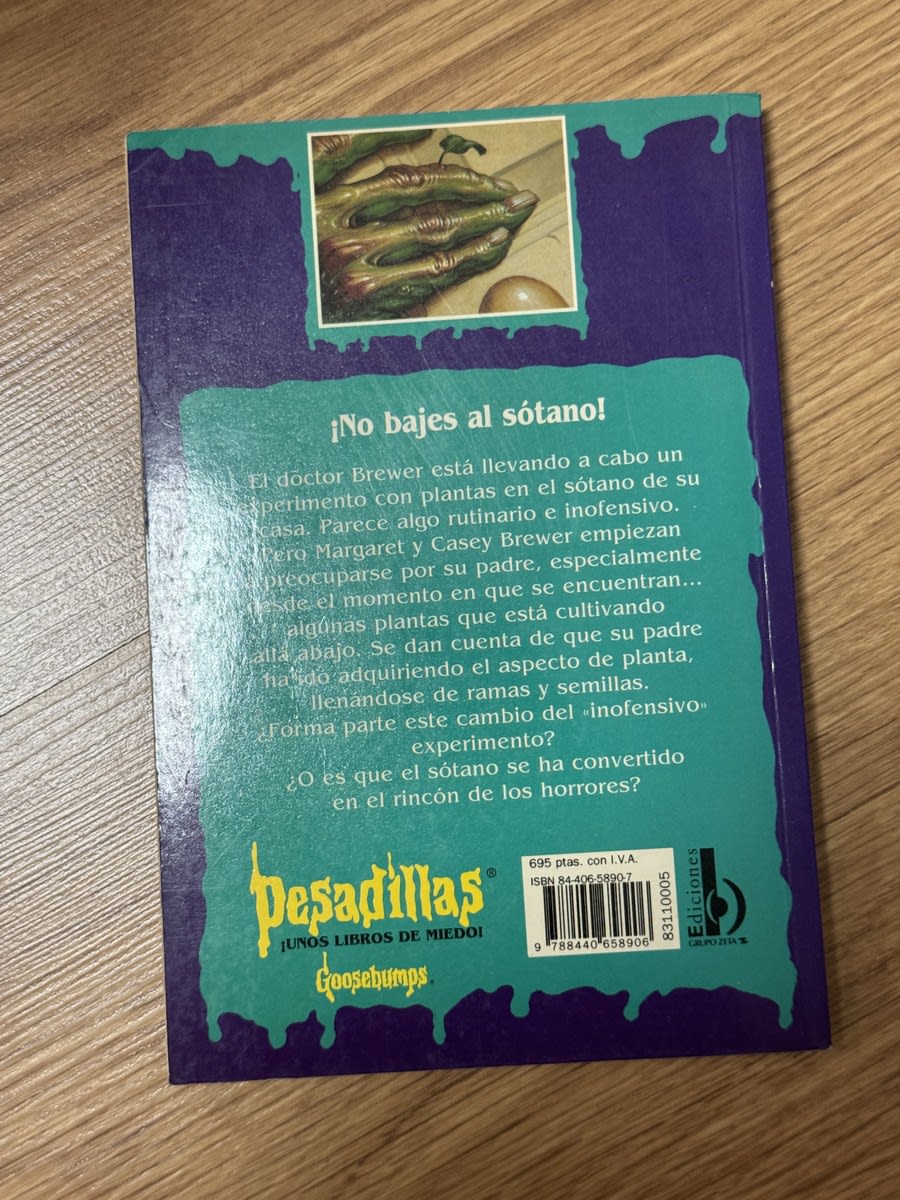 ¡No bajes al sótano!
El doctor Brewer está llevando a cabo un
experimento con plantas en el sótano de su
casa. Parece algo rutinario e inofensivo.
Pero Margaret y Casey Brewer empiezan
a preocuparse por su padre, especialmente
desde el momento en que se encuentran...
algunas plantas que está cultivando
allá abajo. Se dan cuenta de que su padre
ha ido adquiriendo el aspecto de planta,
llenándose de ramas y semillas.
¿Forma parte este cambio del «inofensivo»
experimento?
¿O es que el sótano se ha convertido
en el rincón de los horrores?
Pesadillas®
¡UNOS LIBROS DE MIEDO!
Goosebumps
695 ptas. con I.V.A.
ISBN 84-406-5890-7
9 788440 658906
83110005
Ediciones
b
GRUPO ZETA